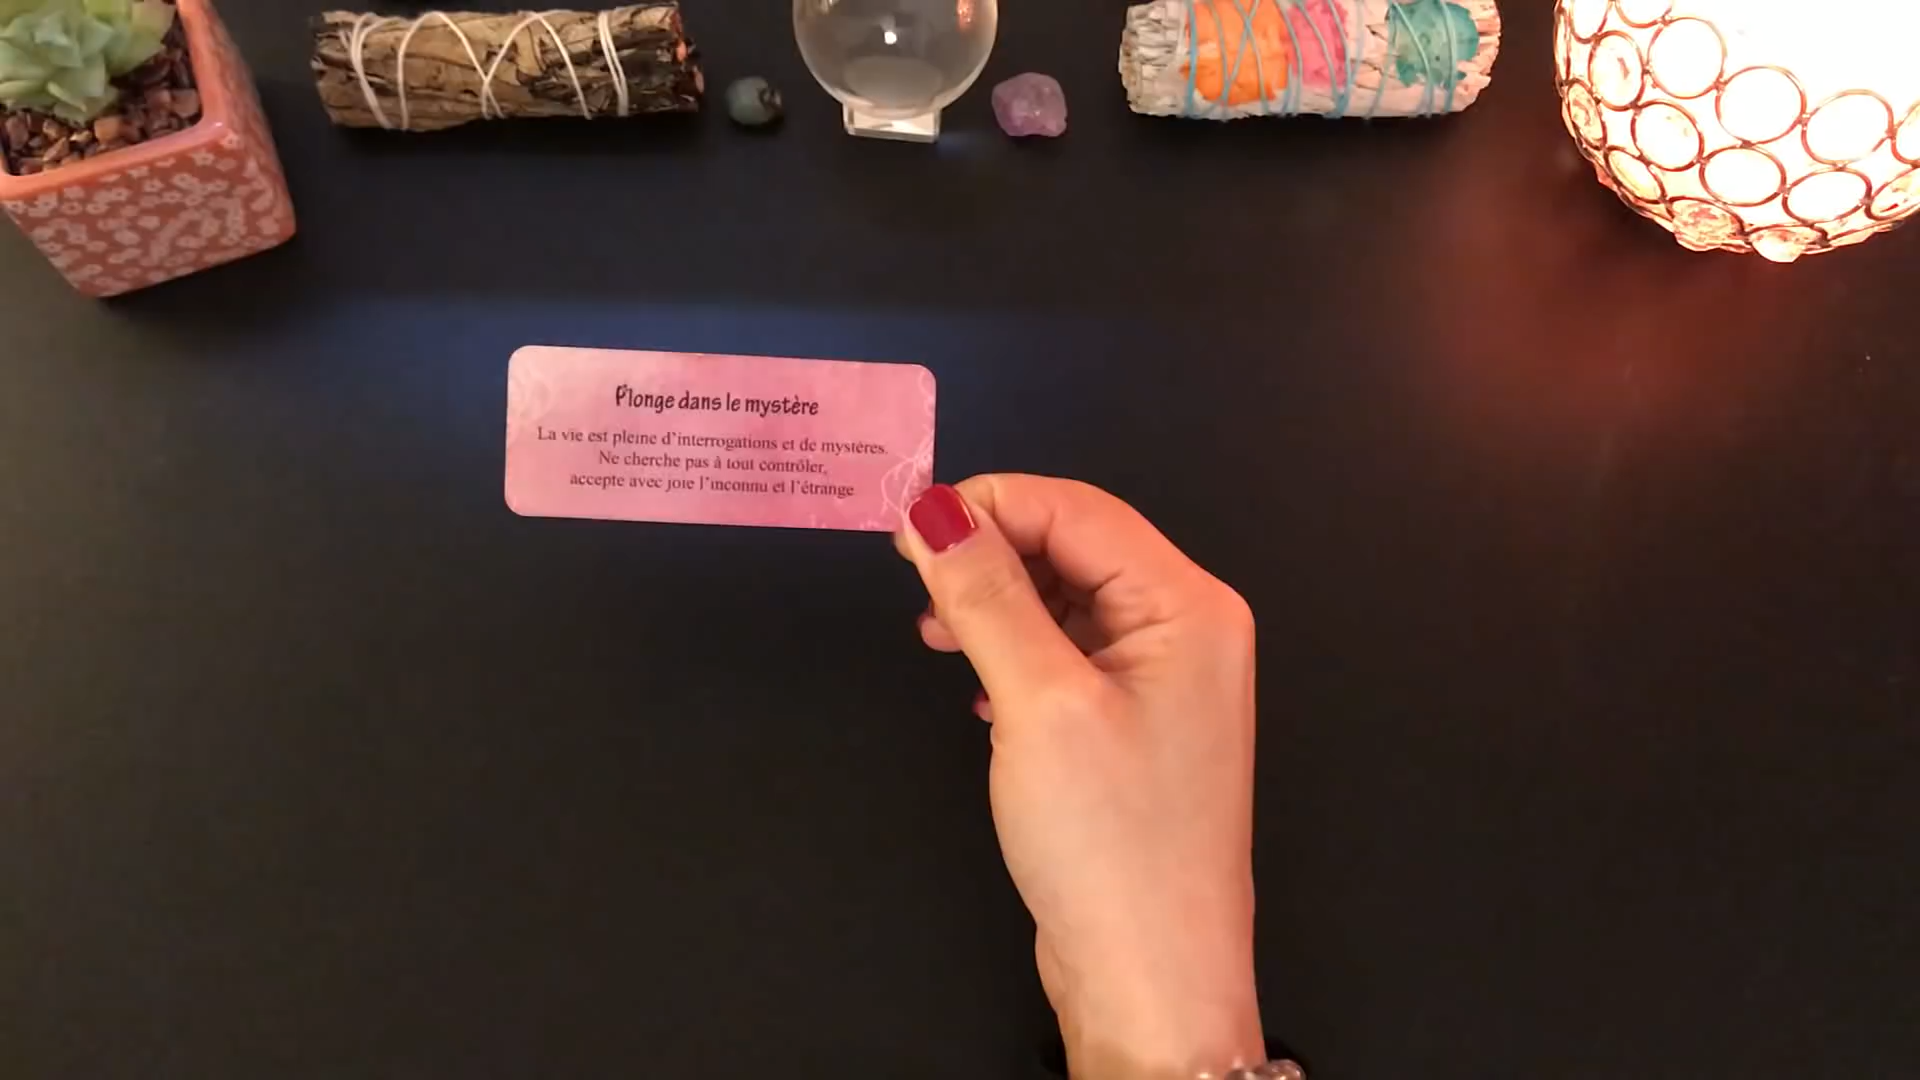 Plonge dans le mystère
La vie est pleine d'interrogations et de mystères.
Ne cherche pas à tout contrôler,
accepte avec joie l'inconnu et l'étrange